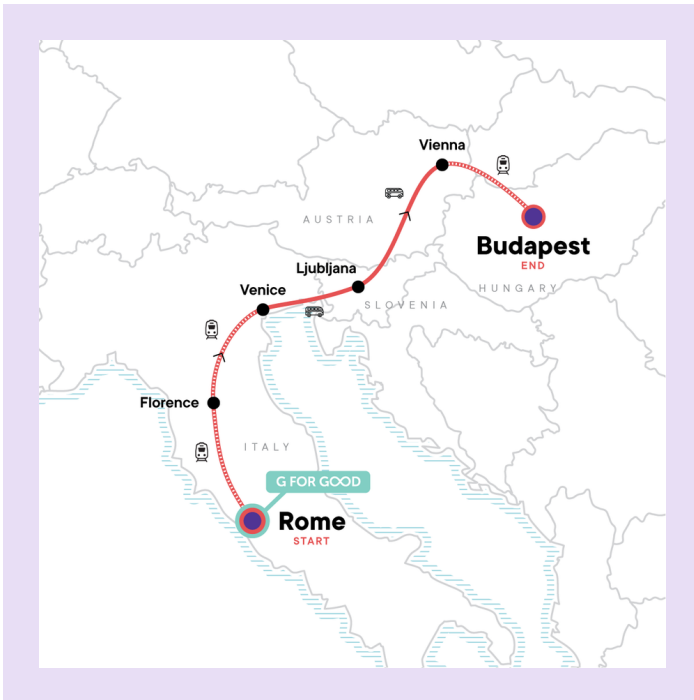 Vienna
AUSTRIA
Budapest
END
Ljubljana
HUNGARY
Venice
SLOVENIA
Florence
ITALY
G FOR GOOD
Rome
START